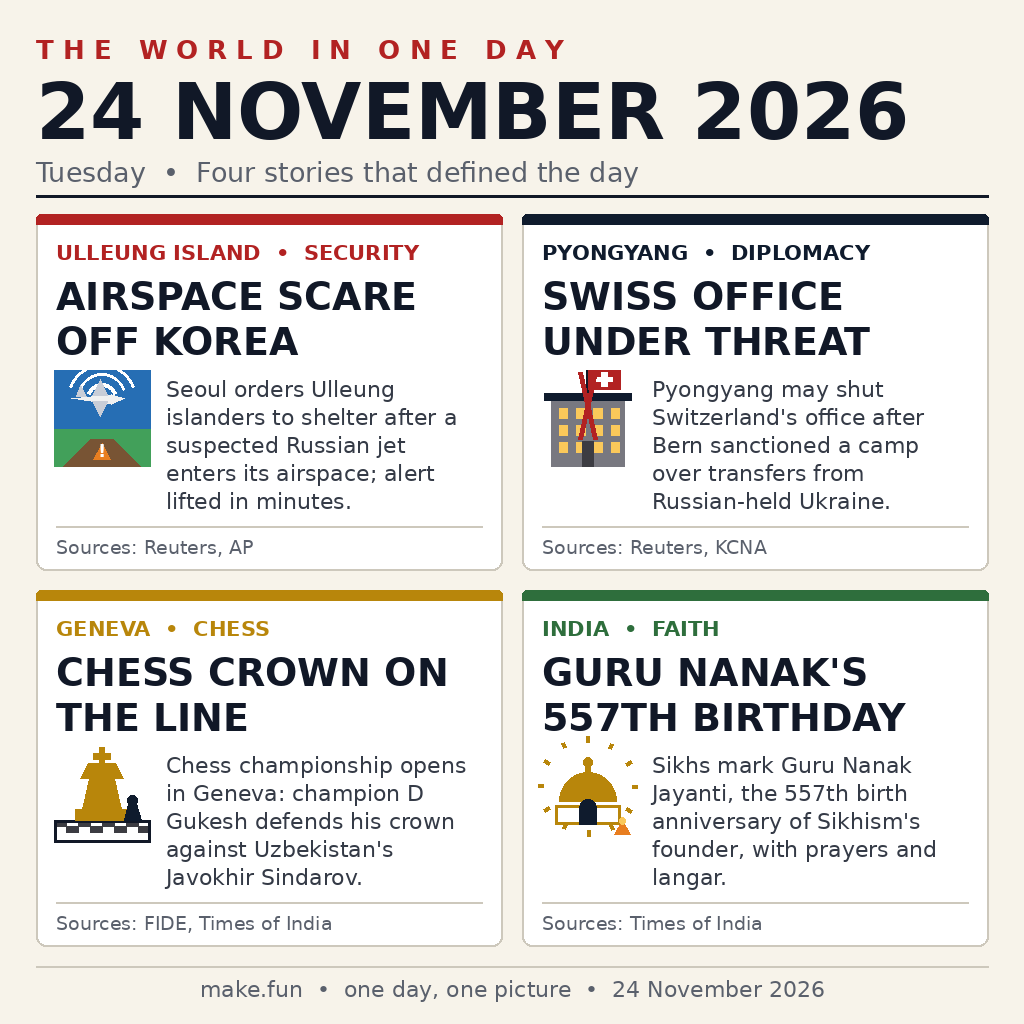 THE WORLD IN ONE DAY
24 NOVEMBER 2026
Tuesday • Four stories that defined the day
ULLEUNG ISLAND • SECURITY
AIRSPACE SCARE
OFF KOREA
Seoul orders Ulleung
islanders to shelter after a
suspected Russian jet
enters its airspace; alert
lifted in minutes.
!
Sources: Reuters, AP
PYONGYANG • DIPLOMACY
SWISS OFFICE
UNDER THREAT
Pyongyang may shut
Switzerland's office after
Bern sanctioned a camp
over transfers from
Russian-held Ukraine.
Sources: Reuters, KCNA
GENEVA • CHESS
CHESS CROWN ON
THE LINE
Chess championship opens
in Geneva: champion D
Gukesh defends his crown
against Uzbekistan's
Javokhir Sindarov.
Sources: FIDE, Times of India
INDIA • FAITH
GURU NANAK'S
557TH BIRTHDAY
Sikhs mark Guru Nanak
Jayanti, the 557th birth
anniversary of Sikhism's
founder, with prayers and
langar.
Sources: Times of India
make.fun • one day, one picture • 24 November 2026